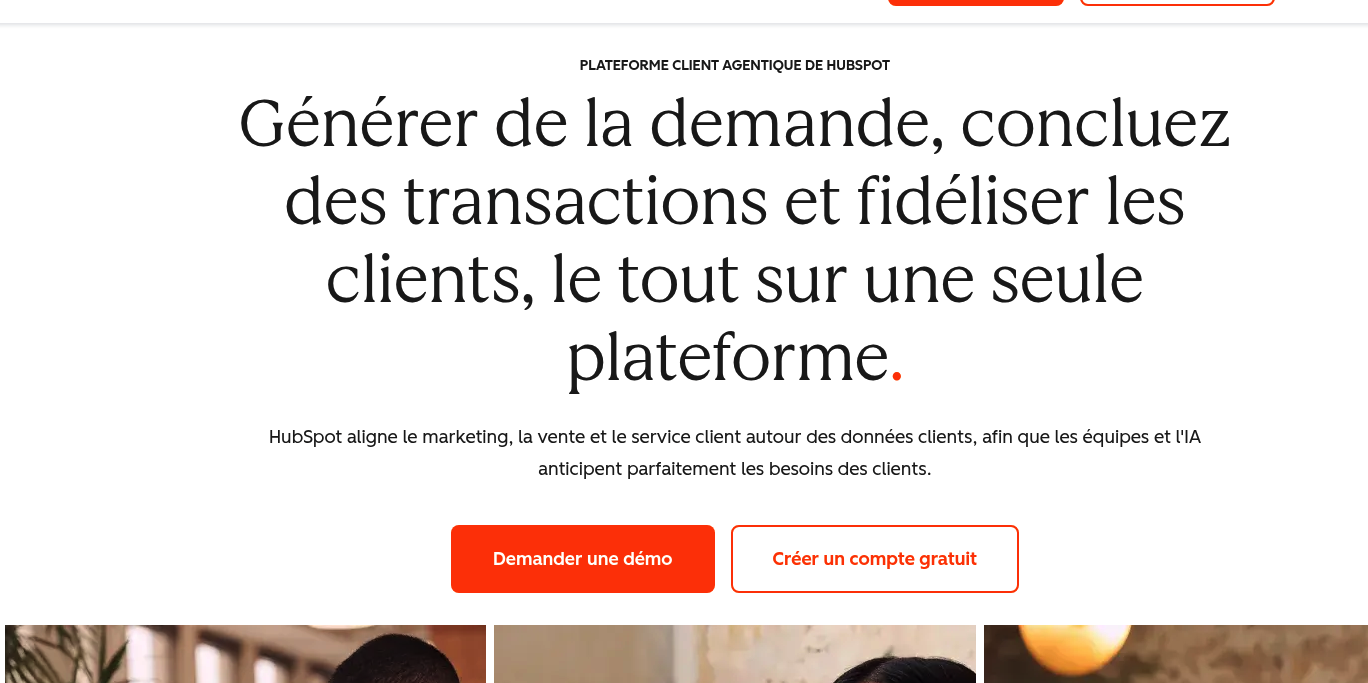 PLATEFORME CLIENT AGENTIQUE DE HUBSPOT
Générer de la demande, concluez
des transactions et fidéliser les
clients, le tout sur une seule
plateforme.
HubSpot aligne le marketing, la vente et le service client autour des données clients, afin que les équipes et l'IA
anticipent parfaitement les besoins des clients.
Demander une démo
Créer un compte gratuit